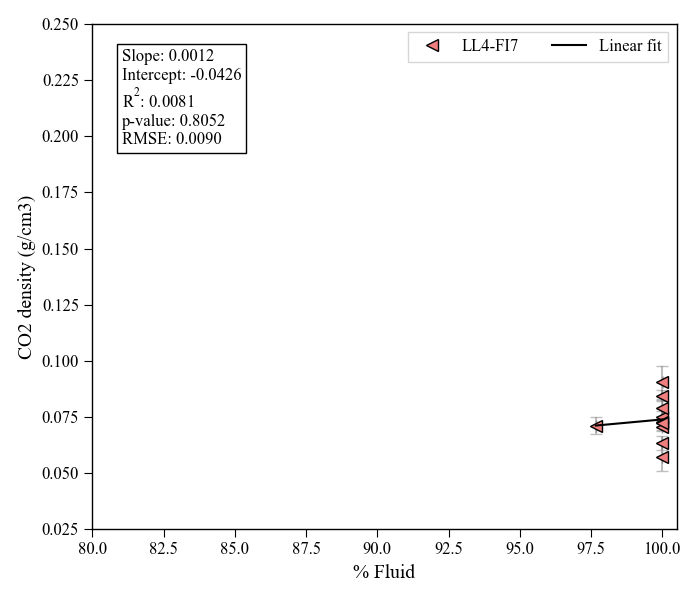 0.250
0.225
0.200
0.175
0.150
0.125
0.100
0.075
0.050
0.025
CO2 density (g/cm3)
Slope: 0.0012
Intercept: -0.0426
R²: 0.0081
p-value: 0.8052
RMSE: 0.0090
LL4-FI7 Linear fit
80.0 82.5 85.0 87.5 90.0 92.5 95.0 97.5 100.0
% Fluid